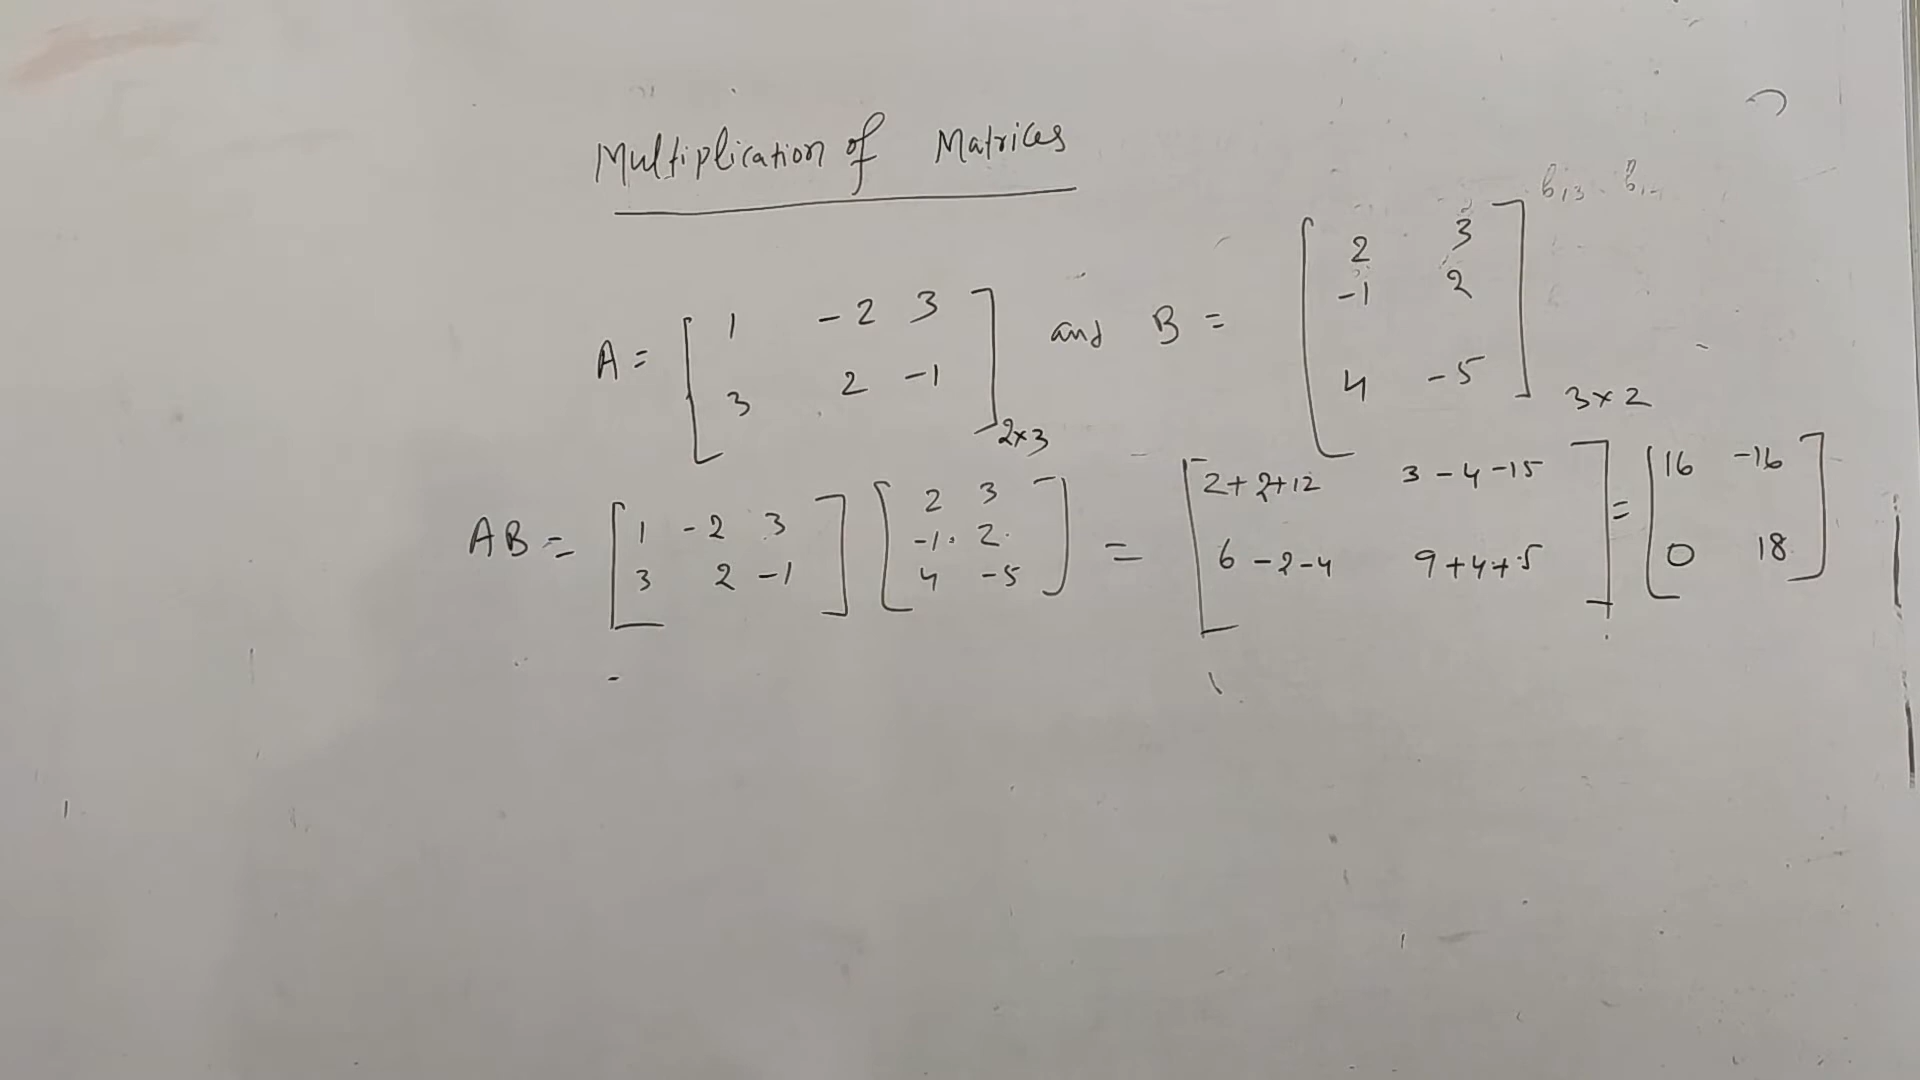 Multiplication of Matrices
A = [ 1 -2 3
3 2 -1 ] 2×3 and B = [ 2 3
-1 2
4 -5 ] 3×2
AB = [ 1 -2 3
3 2 -1 ] [ 2 3
-1 2
4 -5 ] = [ 2+2+12 3-4-15
6-2-4 9+4+5 ] = [ 16 -16
0 18 ]